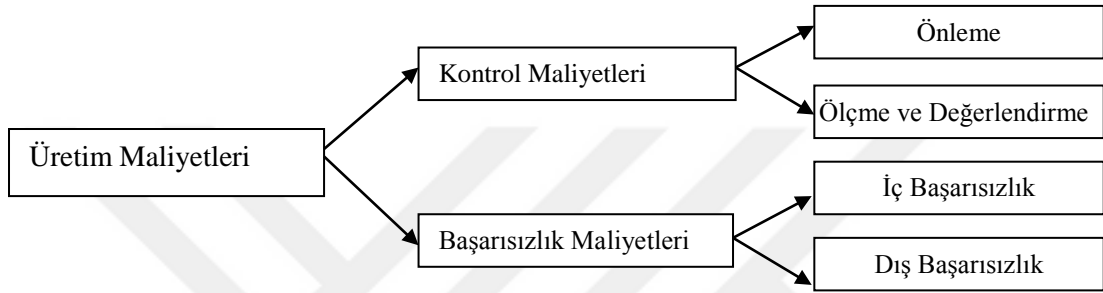 Üretim Maliyetleri
Kontrol Maliyetleri
Önleme
Ölçme ve Değerlendirme
Başarısızlık Maliyetleri
İç Başarısızlık
Dış Başarısızlık